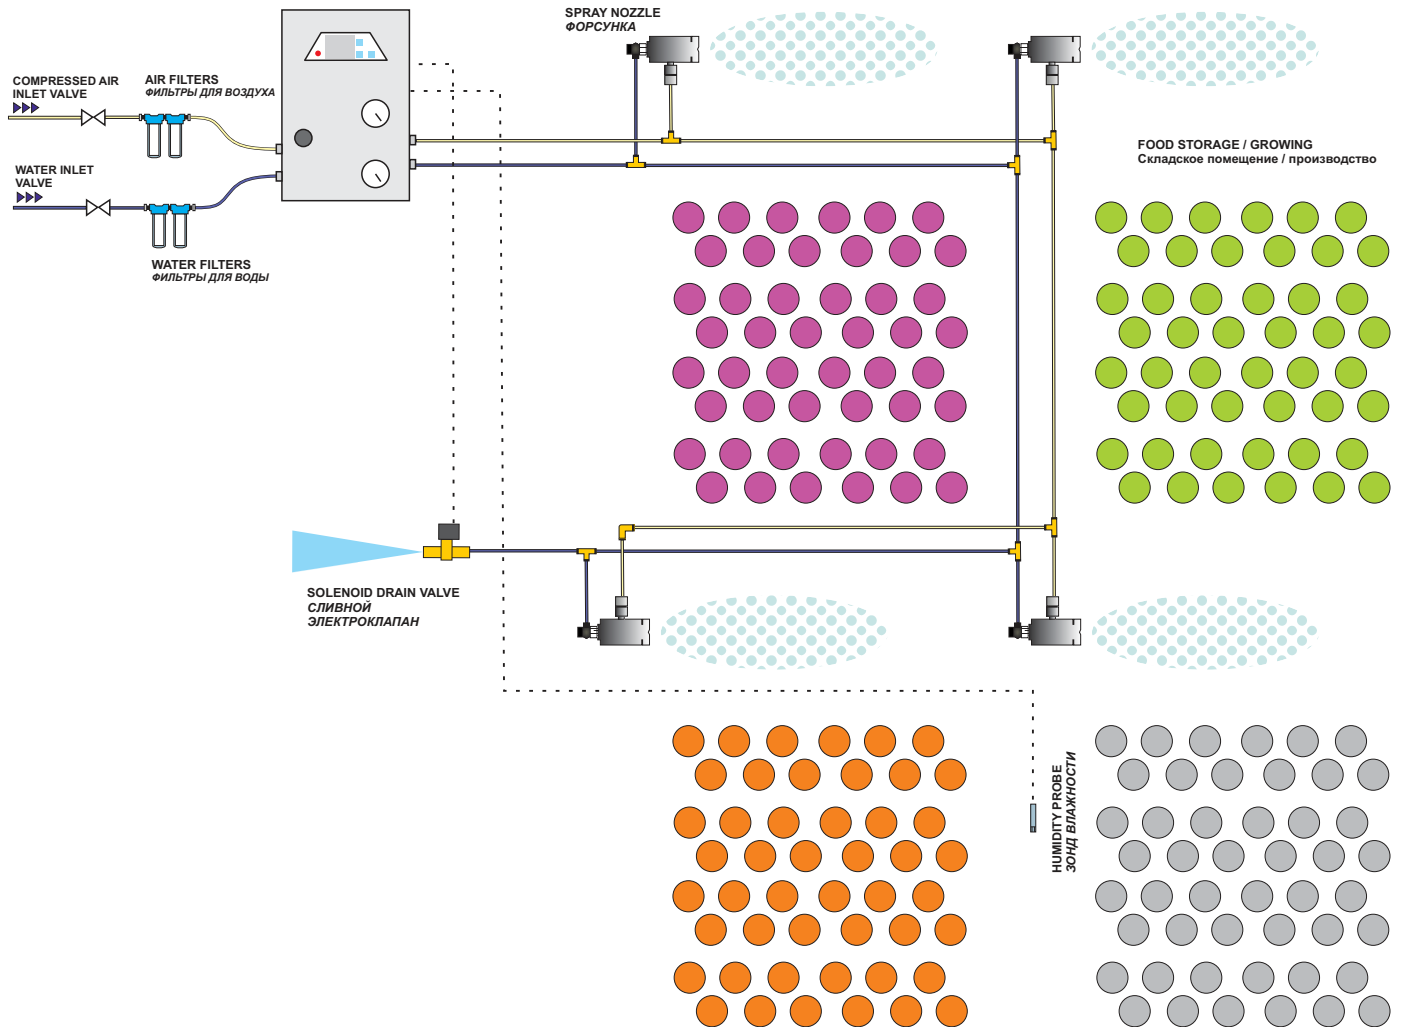 SPRAY NOZZLE
ФОРСУНКА
COMPRESSED AIR
INLET VALVE
AIR FILTERS
ФИЛЬТРЫ ДЛЯ ВОЗДУХА
FOOD STORAGE / GROWING
Складское помещение / производство
WATER INLET
VALVE
WATER FILTERS
ФИЛЬТРЫ ДЛЯ ВОДЫ
SOLENOID DRAIN VALVE
СЛИВНОЙ
ЭЛЕКТРОКЛАПАН
HUMIDITY PROBE
ЗОНД ВЛАЖНОСТИ